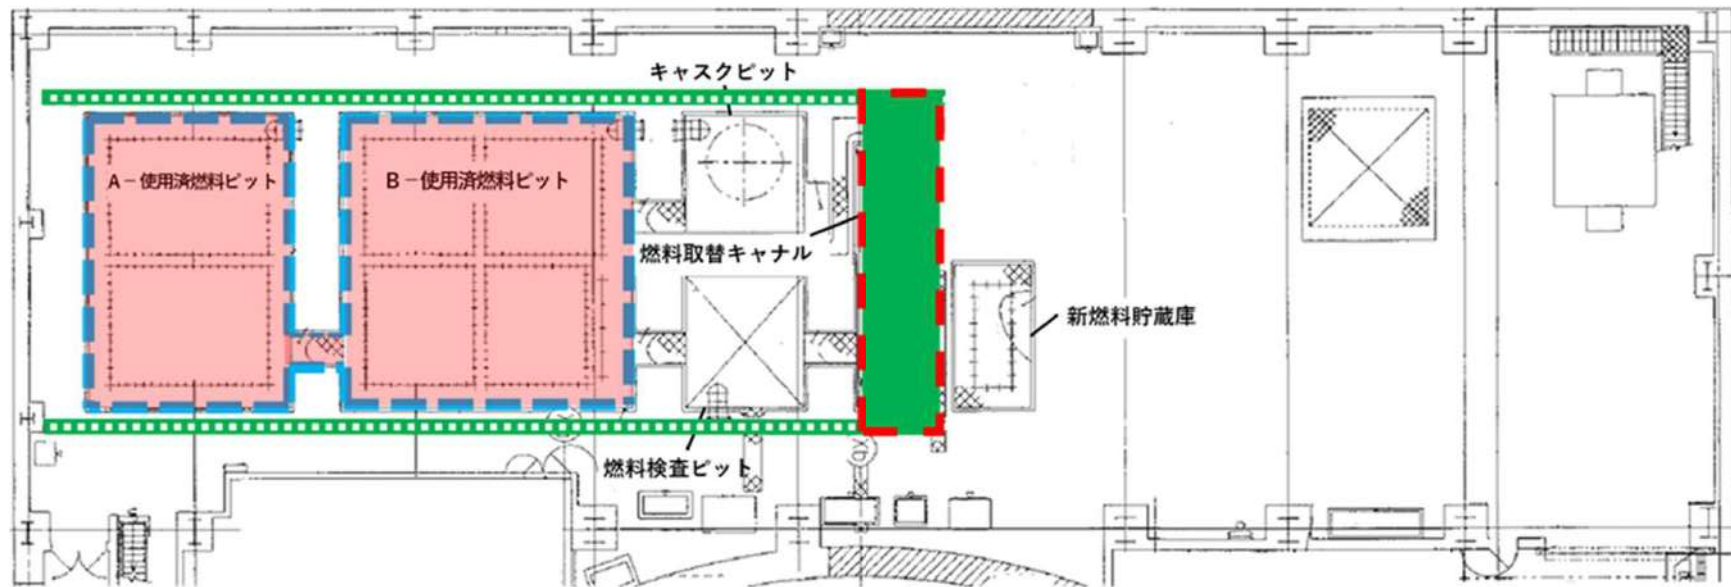 キャスクピット
A－使用済燃料ピット
B－使用済燃料ピット
燃料取替キャナル
新燃料貯蔵庫
燃料検査ピット